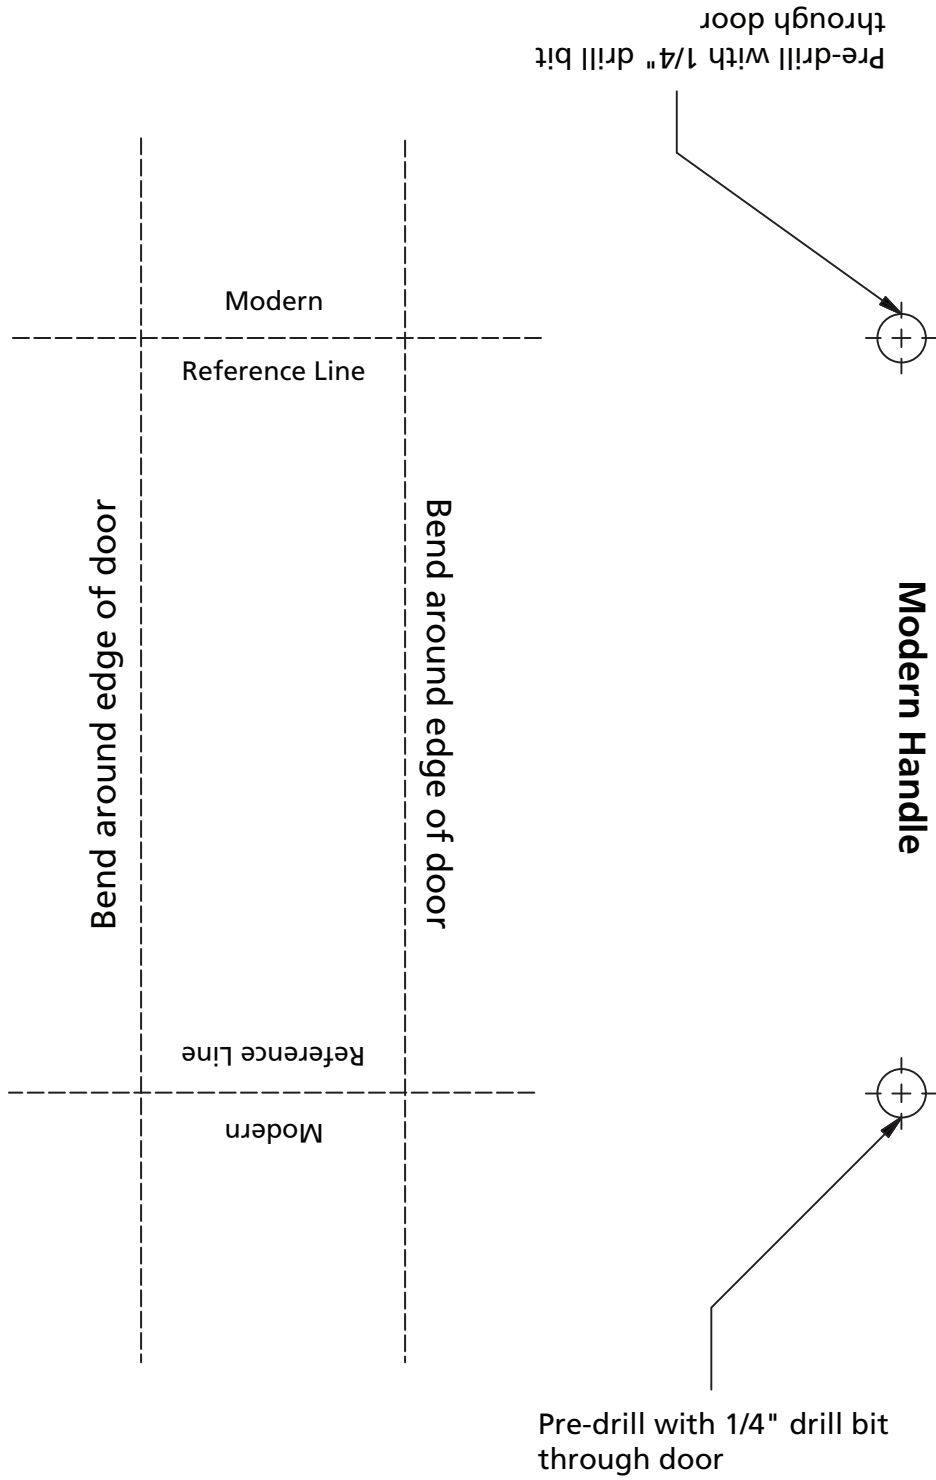 Pre-drill with 1/4" drill bit
through door
Modern
Reference Line
Bend around edge of door
Bend around edge of door
Modern Handle
Reference Line
Modern
Pre-drill with 1/4" drill bit
through door